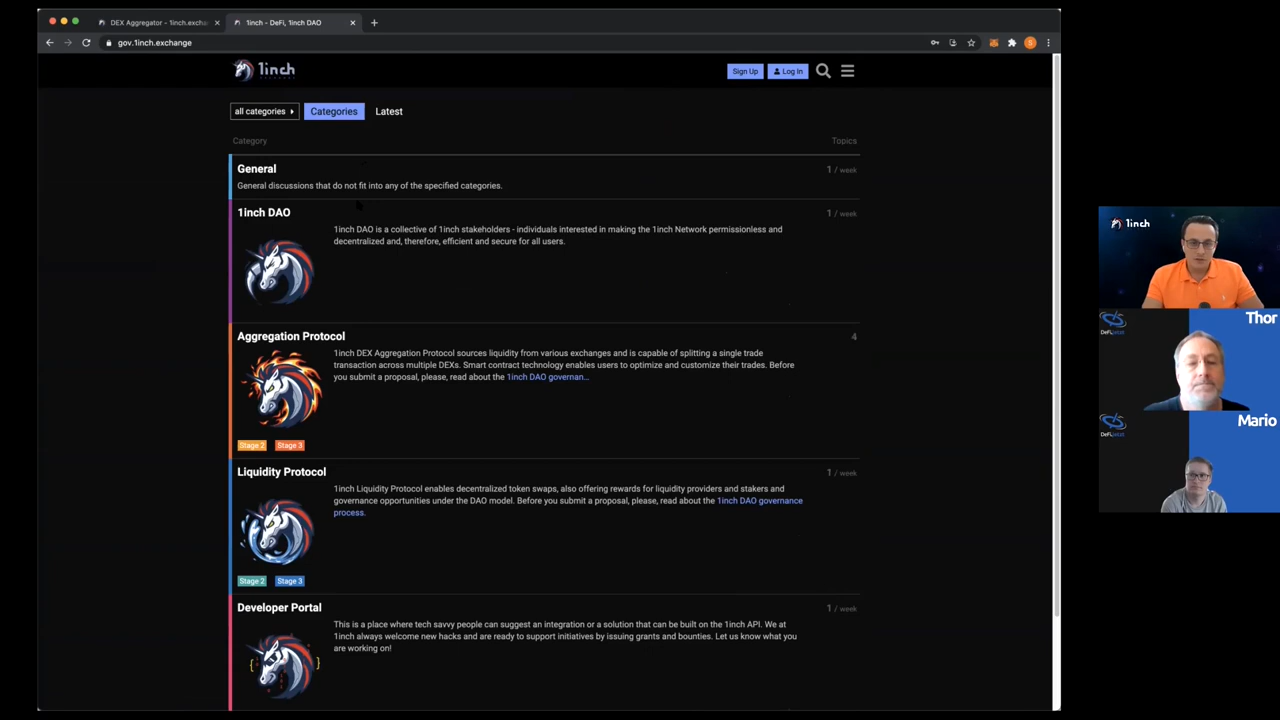 DEX Aggregator - 1inch.exchan
1inch - DeFi, 1inch DAO
gov.1inch.exchange
1inch
Sign Up
Log In
all categories
Categories
Latest
Category
Topics
General
1 / week
General discussions that do not fit into any of the specified categories.
1inch DAO
1 / week
1inch DAO is a collective of 1inch stakeholders - individuals interested in making the 1inch Network permissionless and
decentralized and, therefore, efficient and secure for all users.
Aggregation Protocol
4
1inch DEX Aggregation Protocol sources liquidity from various exchanges and is capable of splitting a single trade
transaction across multiple DEXs. Smart contract technology enables users to optimize and customize their trades. Before
you submit a proposal, please, read about the 1inch DAO governan...
Stage 2
Stage 3
Liquidity Protocol
1 / week
1inch Liquidity Protocol enables decentralized token swaps, also offering rewards for liquidity providers and stakers and
governance opportunities under the DAO model. Before you submit a proposal, please, read about the 1inch DAO governance
process.
Stage 2
Stage 3
Developer Portal
1 / week
This is a place where tech savvy people can suggest an integration or a solution that can be built on the 1inch API. We at
1inch always welcome new hacks and are ready to support initiatives by issuing grants and bounties. Let us know what you
are working on!
1inch
Thor
Mario